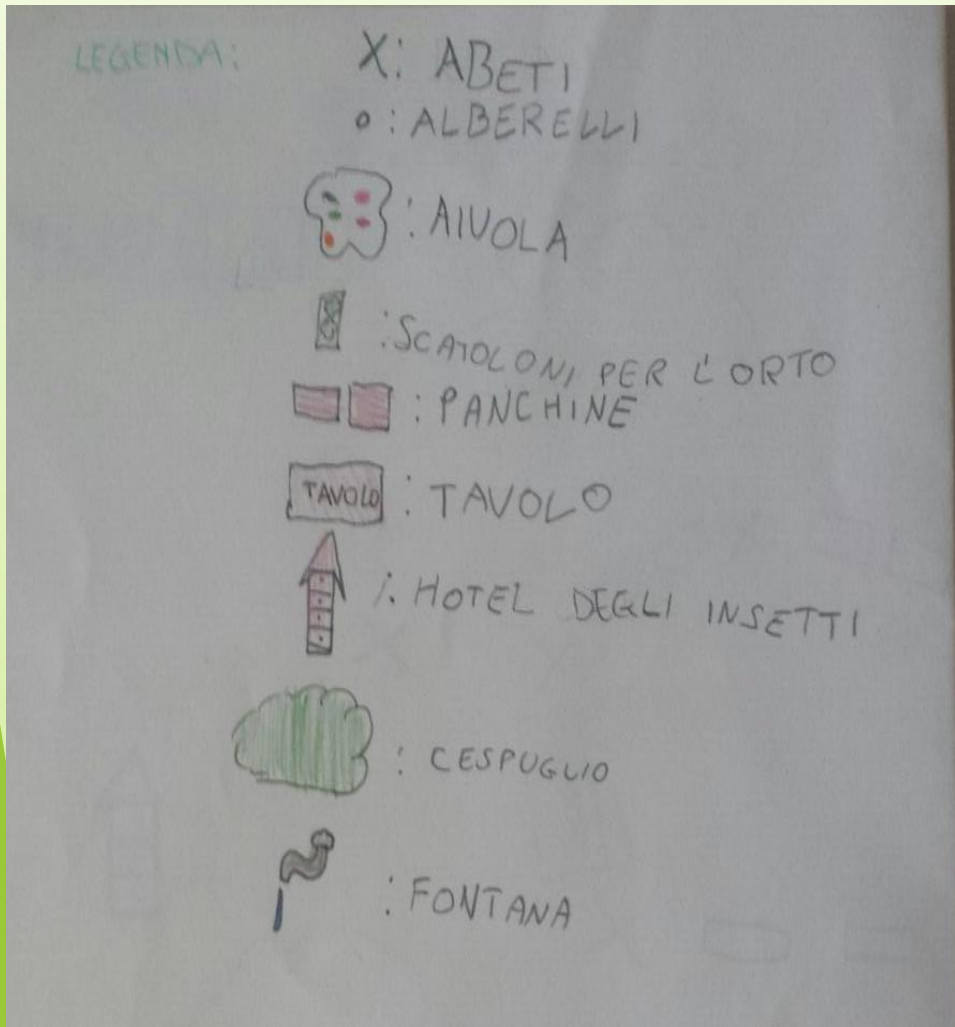 LEGENDA:
X: ABETI
o: ALBERELLI
: AIUOLA
: SCATOLONI PER L'ORTO
: PANCHINE
TAVOLO : TAVOLO
: HOTEL DEGLI INSETTI
: CESPUGLIO
: FONTANA